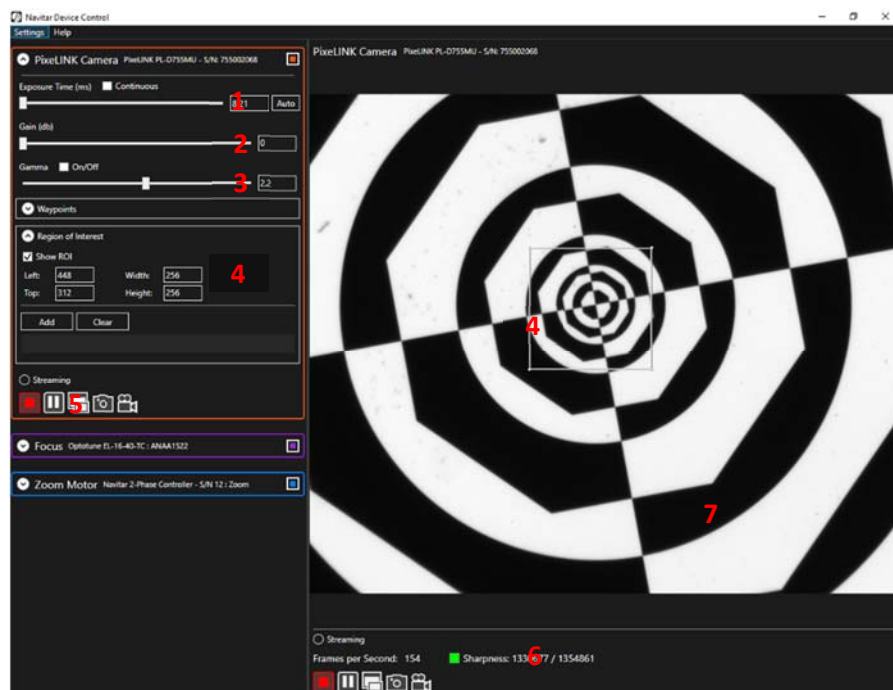 Navitar Device Control
Settings Help
PixeLINK Camera PixeLINK PL-D755MU - S/N: 755002068
Exposure Time (ms) Continuous
1
Auto
Gain (db)
2 0
Gamma On/Off
3 2.2
Waypoints
Region of Interest
Show ROI
Left: 448 Width: 256
4
Top: 312 Height: 256
Add Clear
Streaming
5
Focus Optotune EL-16-40-TC : ANAA1522
Zoom Motor Navitar 2-Phase Controller - S/N 12 : Zoom
PixeLINK Camera PixeLINK PL-D755MU - S/N: 755002068
4
7
Streaming
Frames per Second: 154 Sharpness: / 1354861
6